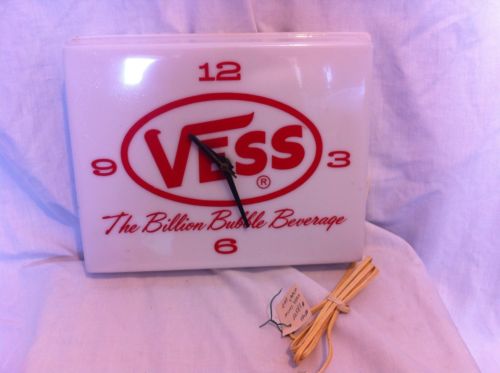 12
VESS ®
9 3
The Billion Bubble Beverage
6